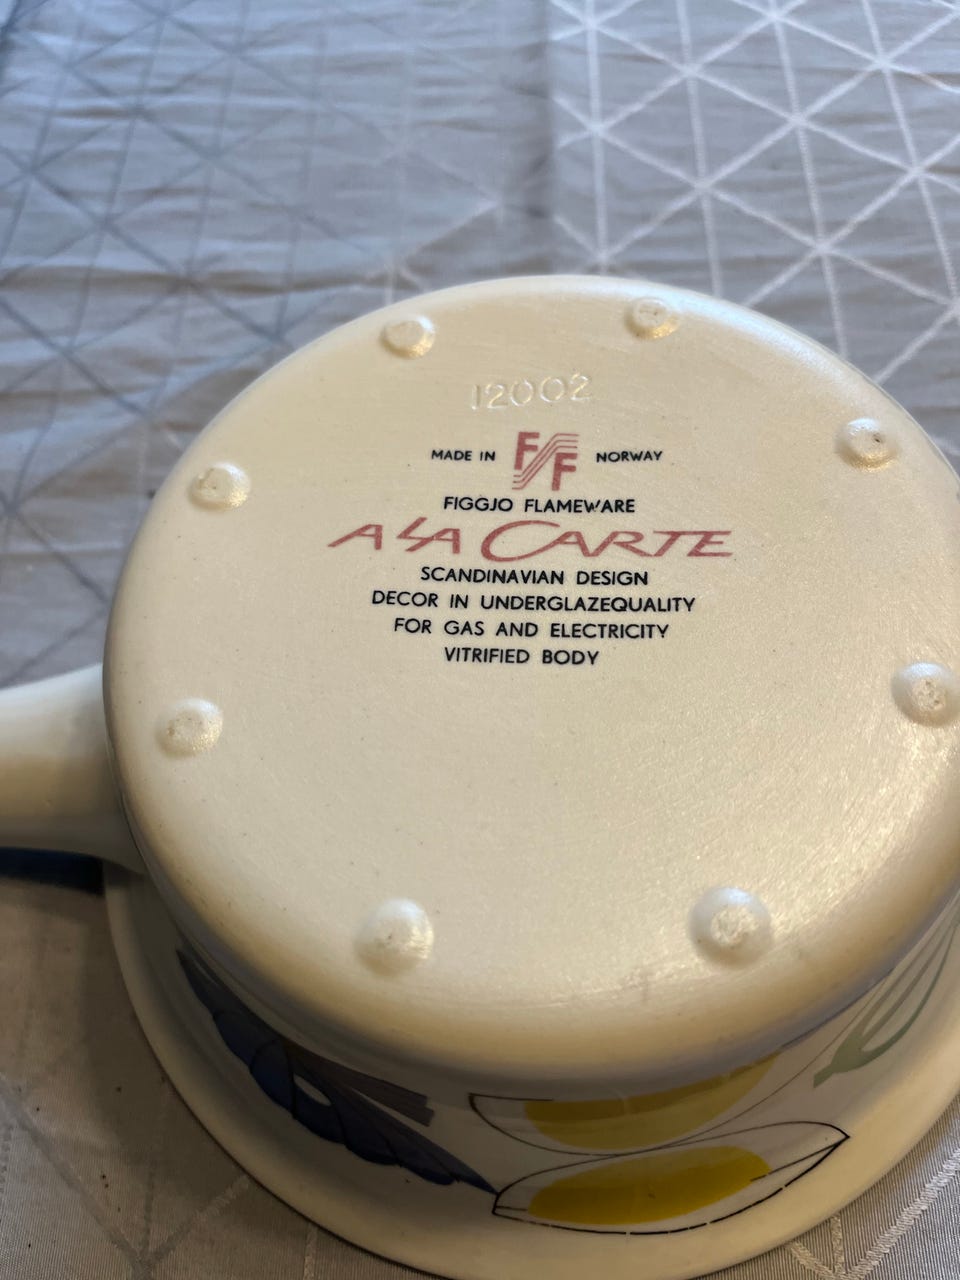 12002
MADE IN FF NORWAY
FIGGJO FLAMEWARE
A LA CARTE
SCANDINAVIAN DESIGN
DECOR IN UNDERGLAZEQUALITY
FOR GAS AND ELECTRICITY
VITRIFIED BODY